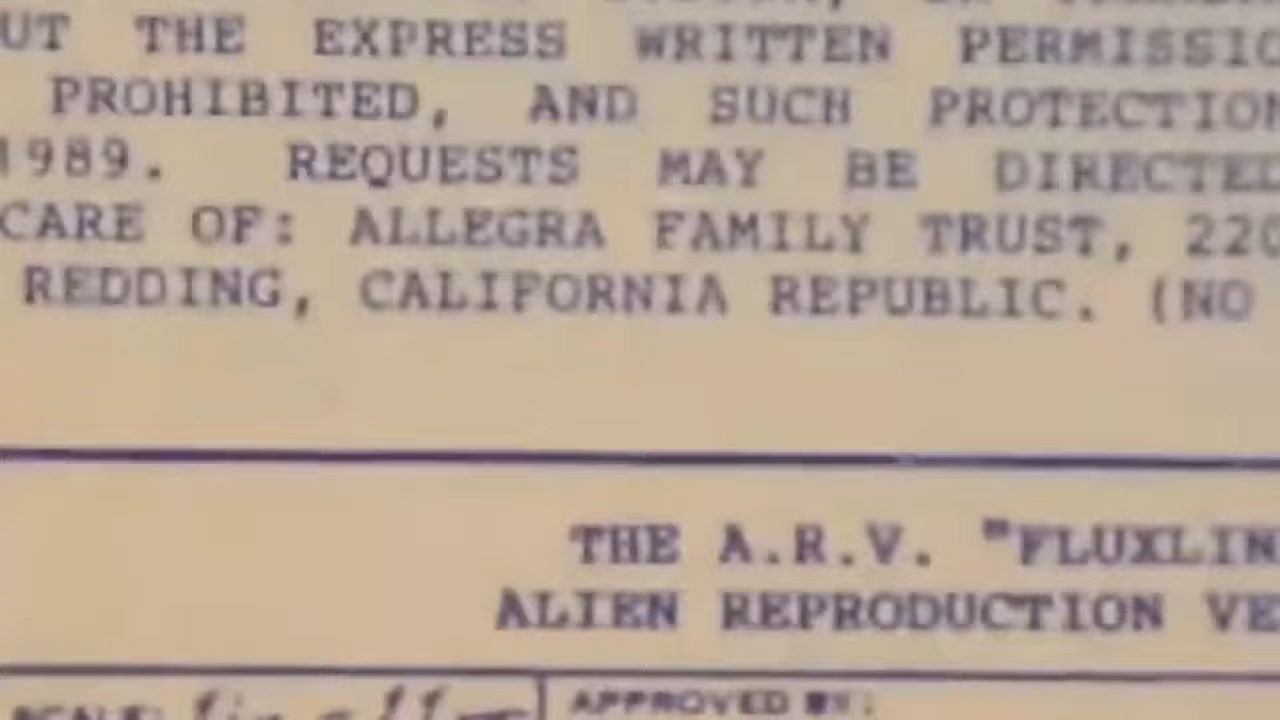 UT THE EXPRESS WRITTEN PERMISSIO
PROHIBITED, AND SUCH PROTECTION
1989. REQUESTS MAY BE DIRECTED
CARE OF: ALLEGRA FAMILY TRUST, 220
REDDING, CALIFORNIA REPUBLIC. (NO
THE A.R.V. "FLUXLIN
ALIEN REPRODUCTION VE
SCALE:
APPROVED BY: